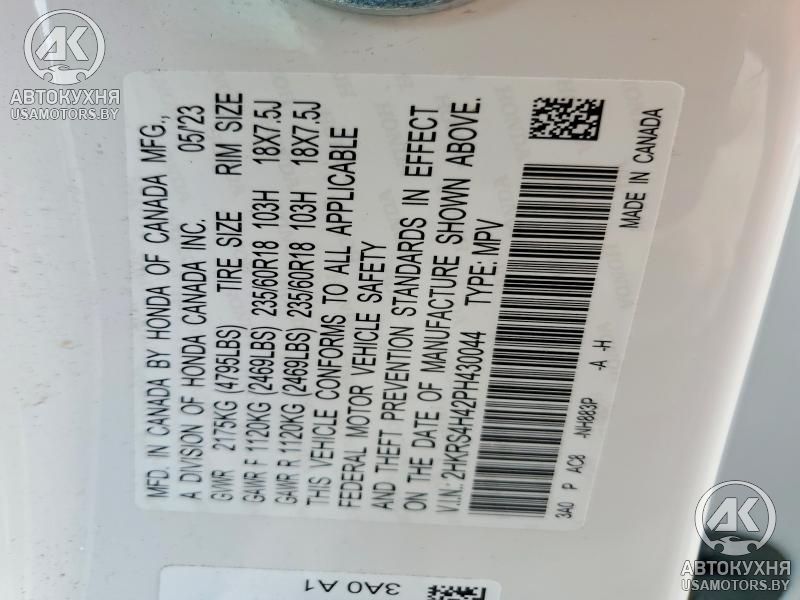 MFD. IN CANADA BY HONDA OF CANADA MFG.,
A DIVISION OF HONDA CANADA INC. 05/'23
GVWR 2175KG (4795LBS) TIRE SIZE RIM SIZE
GAWR F 1120KG (2469LBS) 235/60R18 103H 18X7.5J
GAWR R 1120KG (2469LBS) 235/60R18 103H 18X7.5J
THIS VEHICLE CONFORMS TO ALL APPLICABLE
FEDERAL MOTOR VEHICLE SAFETY
AND THEFT PREVENTION STANDARDS IN EFFECT
ON THE DATE OF MANUFACTURE SHOWN ABOVE.
V.I.N.: 2HKRS4H42PH430044 TYPE: MPV
3A0 P AC8 -NH883P -A -H
MADE IN CANADA
3A0 A1
AK
АВТОКУХНЯ
USAMOTORS.BY
AK
АВТОКУХНЯ
USAMOTORS.BY